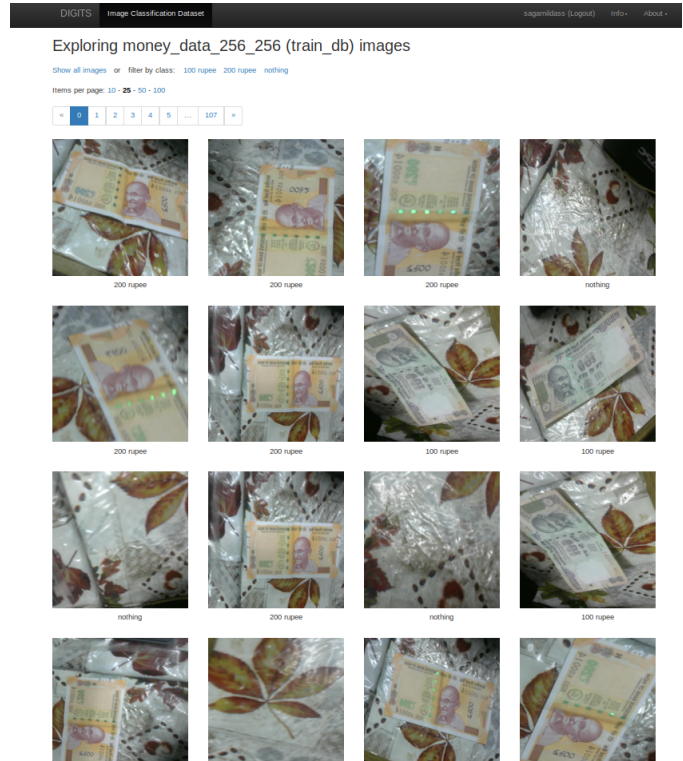 DIGITS Image Classification Dataset sagarnildass (Logout) Info About
Exploring money_data_256_256 (train_db) images
Show all images or filter by class: 100 rupee 200 rupee nothing
Items per page: 10 - 25 - 50 - 100
« 0 1 2 3 4 5 ... 107 »
200 rupee 200 rupee 200 rupee nothing
200 rupee 200 rupee 100 rupee 100 rupee
nothing 200 rupee nothing 100 rupee